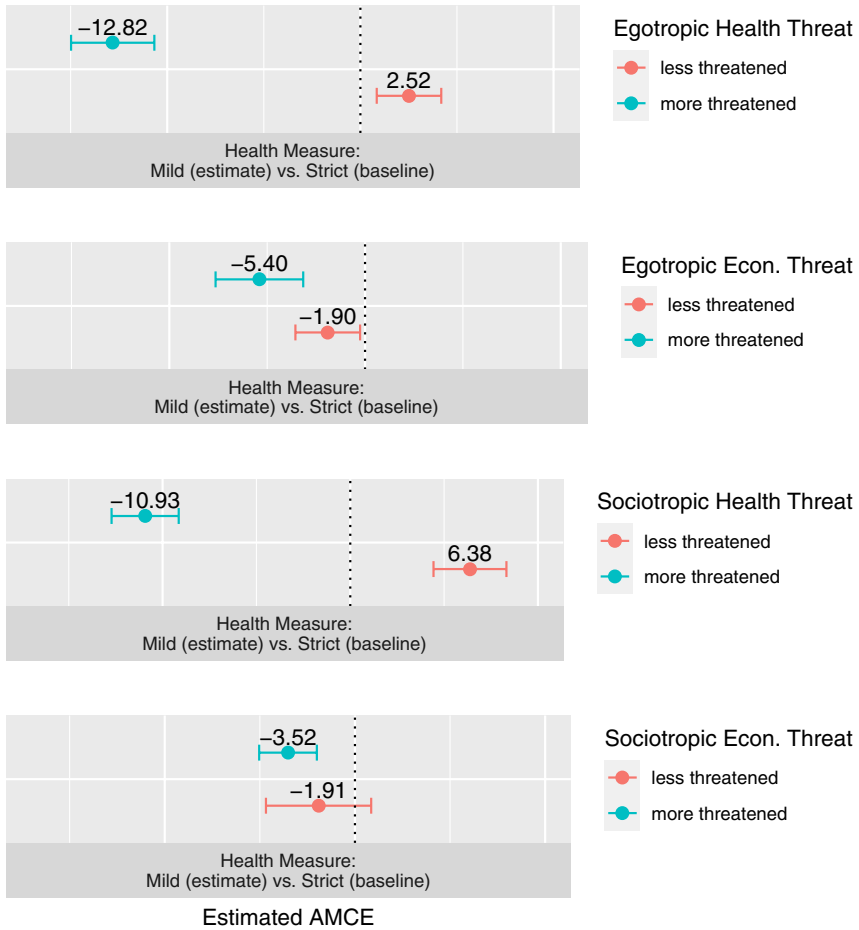 −12.82
2.52
Health Measure:
Mild (estimate) vs. Strict (baseline)
Egotropic Health Threat
less threatened
more threatened
−5.40
−1.90
Health Measure:
Mild (estimate) vs. Strict (baseline)
Egotropic Econ. Threat
less threatened
more threatened
−10.93
6.38
Health Measure:
Mild (estimate) vs. Strict (baseline)
Sociotropic Health Threat
less threatened
more threatened
−3.52
−1.91
Health Measure:
Mild (estimate) vs. Strict (baseline)
Sociotropic Econ. Threat
less threatened
more threatened
Estimated AMCE